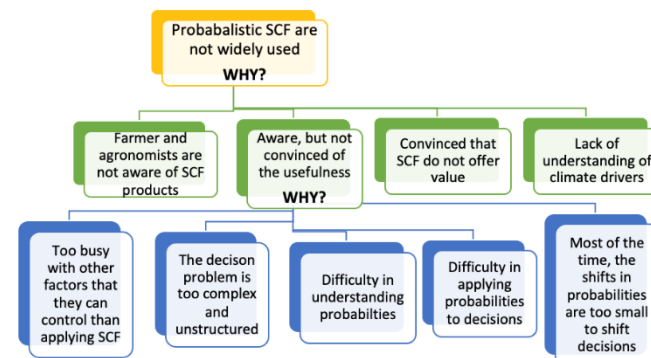 Probabalistic SCF are
not widely used
WHY?
Farmer and
agronomists are
not aware of SCF
products
Aware, but not
convinced of
the usefulness
WHY?
Convinced that
SCF do not offer
value
Lack of
understanding of
climate drivers
Too busy
with other
factors that
they can
control than
applying SCF
The decison
problem is
too complex
and
unstructured
Difficulty in
understanding
probabilties
Difficulty in
applying
probabilities
to decisions
Most of the
time, the
shifts in
probabilities
are too small
to shift
decisions